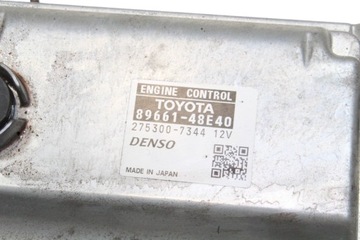 ENGINE CONTROL
TOYOTA
89661-48E40
275300-7344 12V
DENSO
MADE IN JAPAN